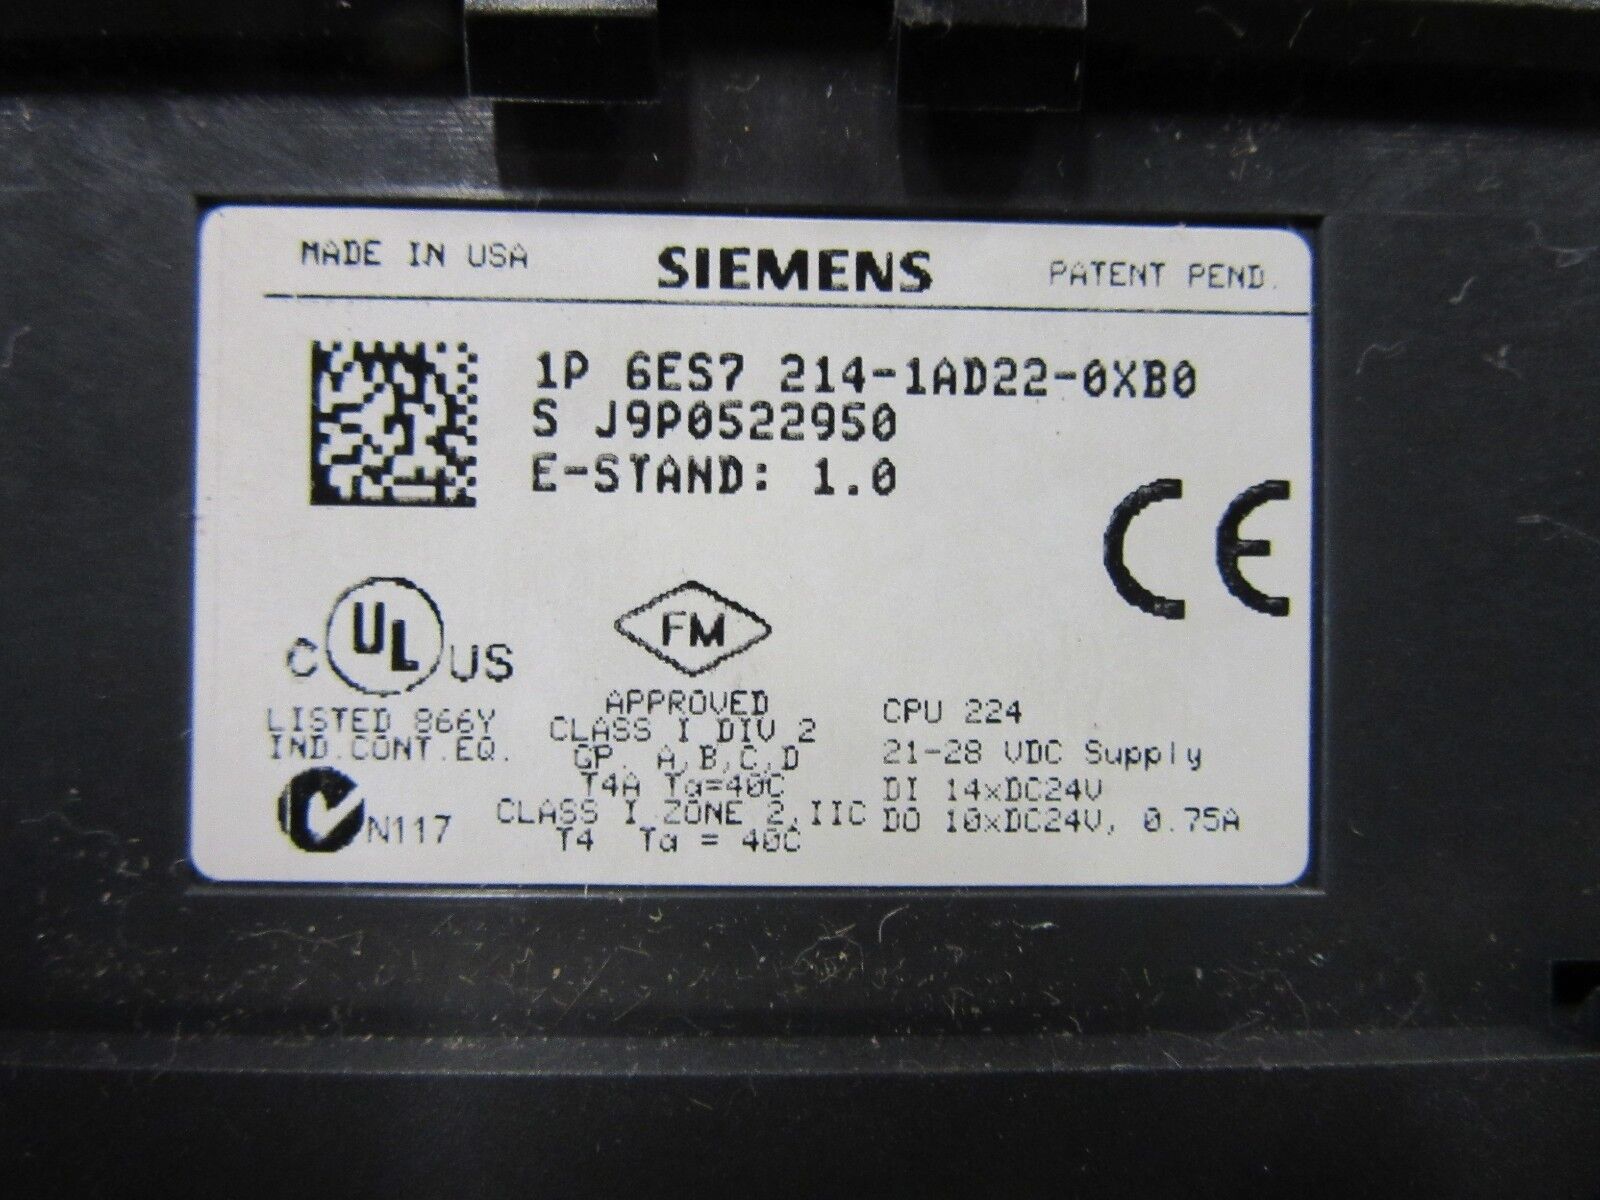 MADE IN USA SIEMENS PATENT PEND.
1P 6ES7 214-1AD22-0XB0
S J9P0522950
E-STAND: 1.0
CE
C UL US
LISTED 866Y
IND.CONT.EQ.
N117
FM
APPROVED
CLASS I DIV 2
GP. A,B,C,D
T4A Ta=40C
CLASS I ZONE 2,IIC
T4 Ta = 40C
CPU 224
21-28 VDC Supply
DI 14xDC24V
DO 10xDC24V, 0.75A